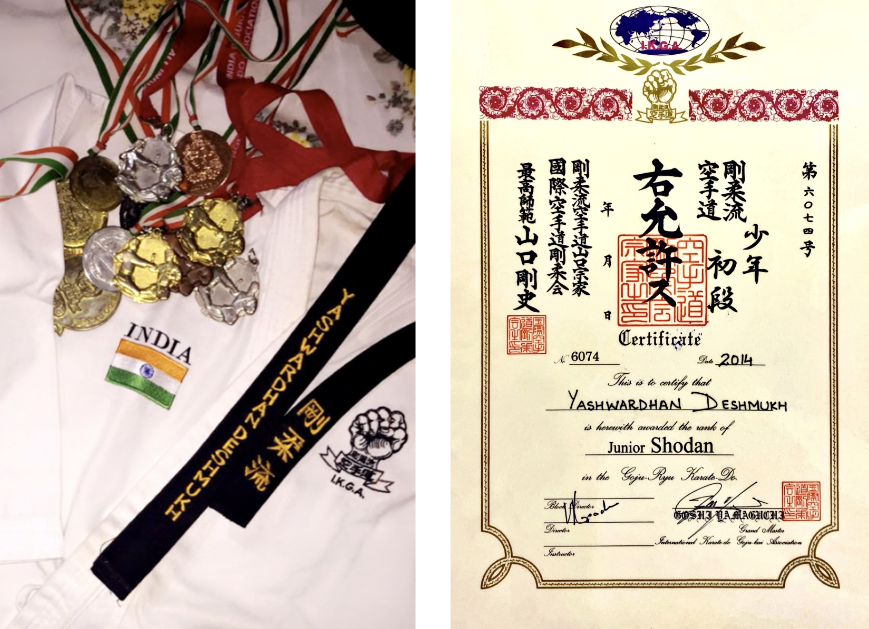 INDIA
YASHWARDHAN DESHMUKH
剛柔流
空手道
I.K.G.A.
I.K.G.A
第六〇七四号
剛柔流
空手道
少年
初段
右允許ス
年 月 日
剛柔流空手道山口宗家
國際空手道剛柔会
最高師範 山口剛史
Certificate
№ 6074 Date 2014
This is to certify that
YASHWARDHAN DESHMUKH
is herewith awarded the rank of
Junior Shodan
in the Goju-Ryu Karate-Do.
Block Director
GOSHI YAMAGUCHI
Director
Grand Master
International Karate-do Goju-kai Association
Instructor